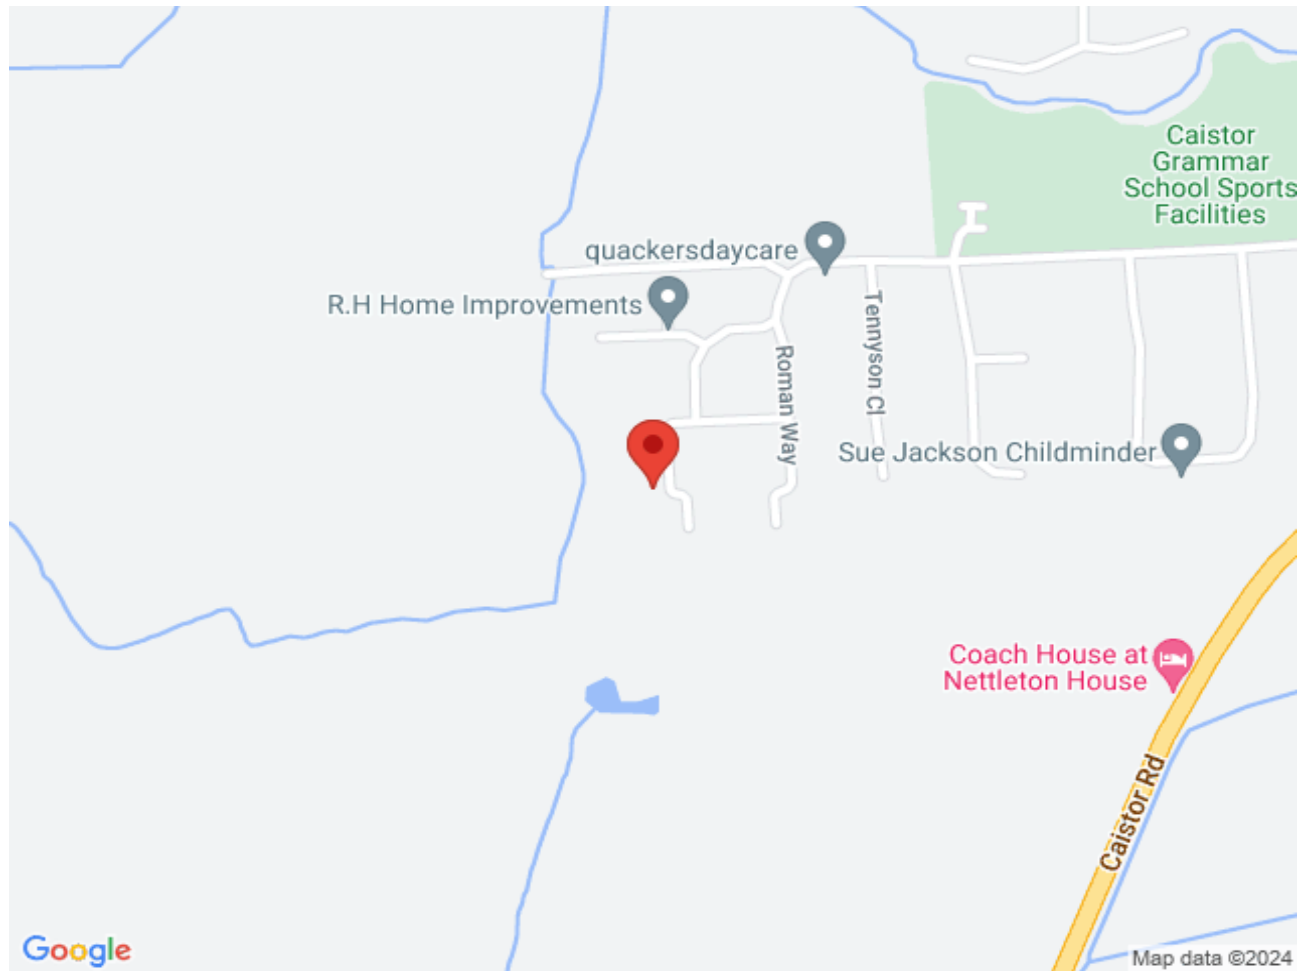 Caistor
Grammar
School Sports
Facilities
quackersdaycare
R.H Home Improvements
Tennyson Cl
Roman Way
Sue Jackson Childminder
Coach House at
Nettleton House
Caistor Rd
Google
Map data ©2024